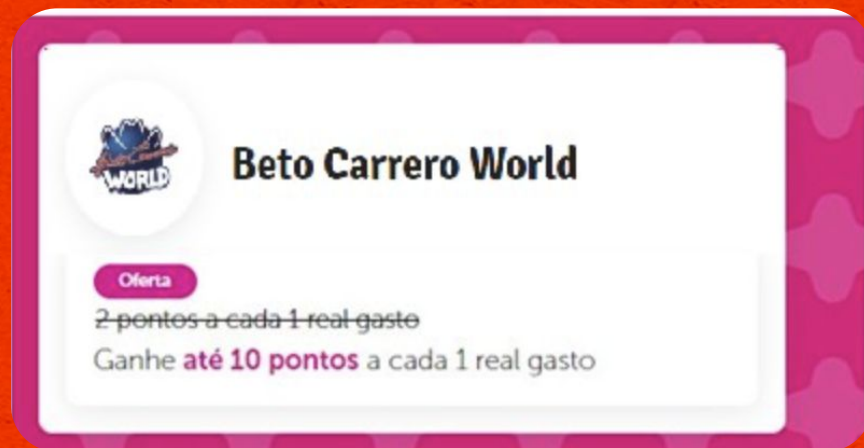 WORLD
Beto Carrero World
Oferta
2 pontos a cada 1 real gasto
Ganhe até 10 pontos a cada 1 real gasto